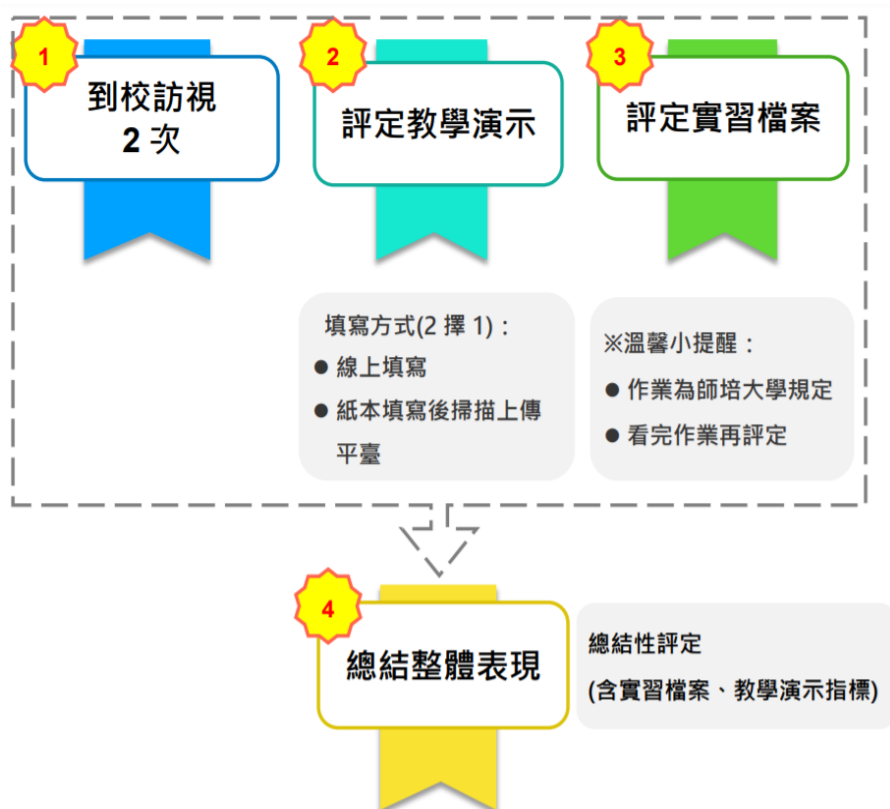 1
到校訪視
2 次
2
評定教學演示
3
評定實習檔案
填寫方式(2 擇 1)：
● 線上填寫
● 紙本填寫後掃描上傳
平臺
※溫馨小提醒：
● 作業為師培大學規定
● 看完作業再評定
4
總結整體表現
總結性評定
(含實習檔案、教學演示指標)